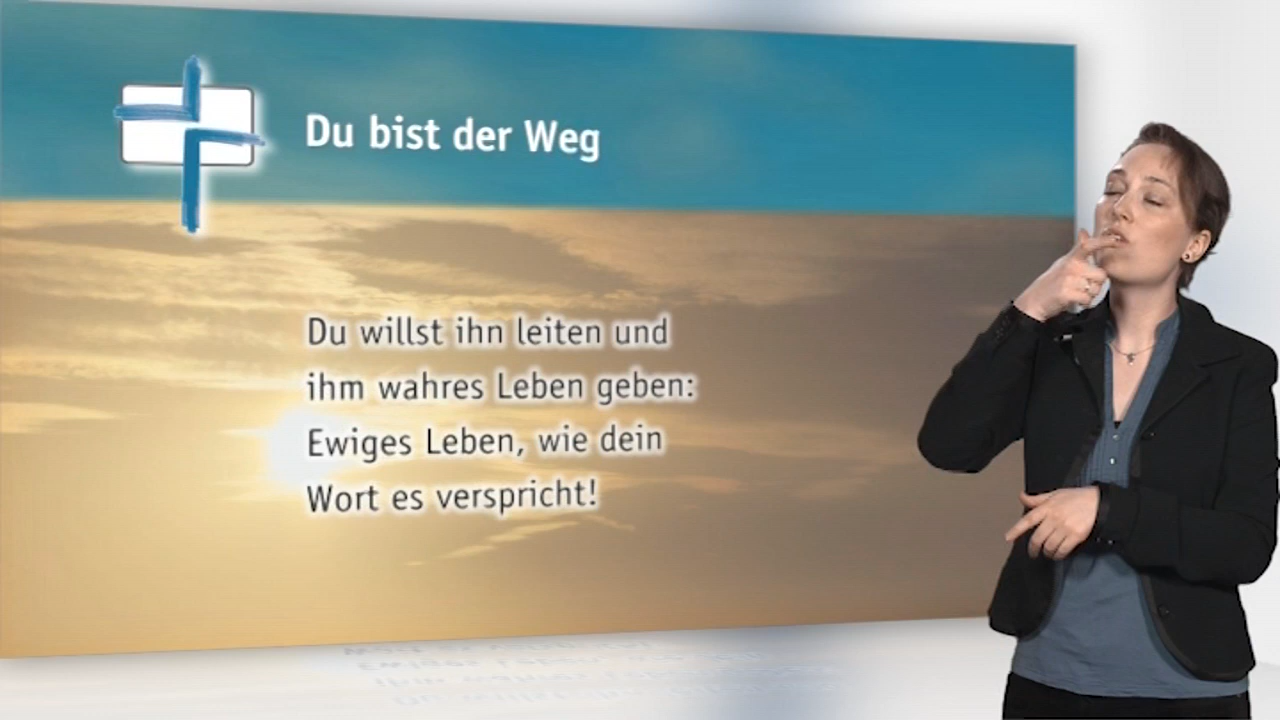 Du bist der Weg
Du willst ihn leiten und
ihm wahres Leben geben:
Ewiges Leben, wie dein
Wort es verspricht!